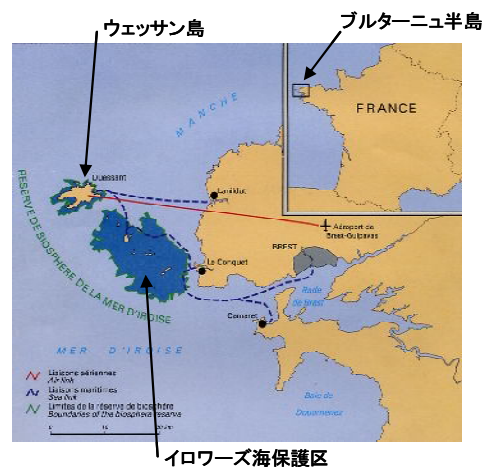 ウェッサン島
ブルターニュ半島
MANCHE
FRANCE
Ouessant
Lanildut
Aéroport de
Brest-Guipavas
BREST
Le Conquet
RESERVE DE BIOSPHERE DE LA MER D'IROISE
Rade
de Brest
Camaret
MER D'IROISE
Liaisons aériennes
Air link
Liaisons maritimes
Sea link
Limites de la réserve de biosphère
Boundaries of the biosphere reserve
Baie de
Douarnenez
0 10
イロワーズ海保護区